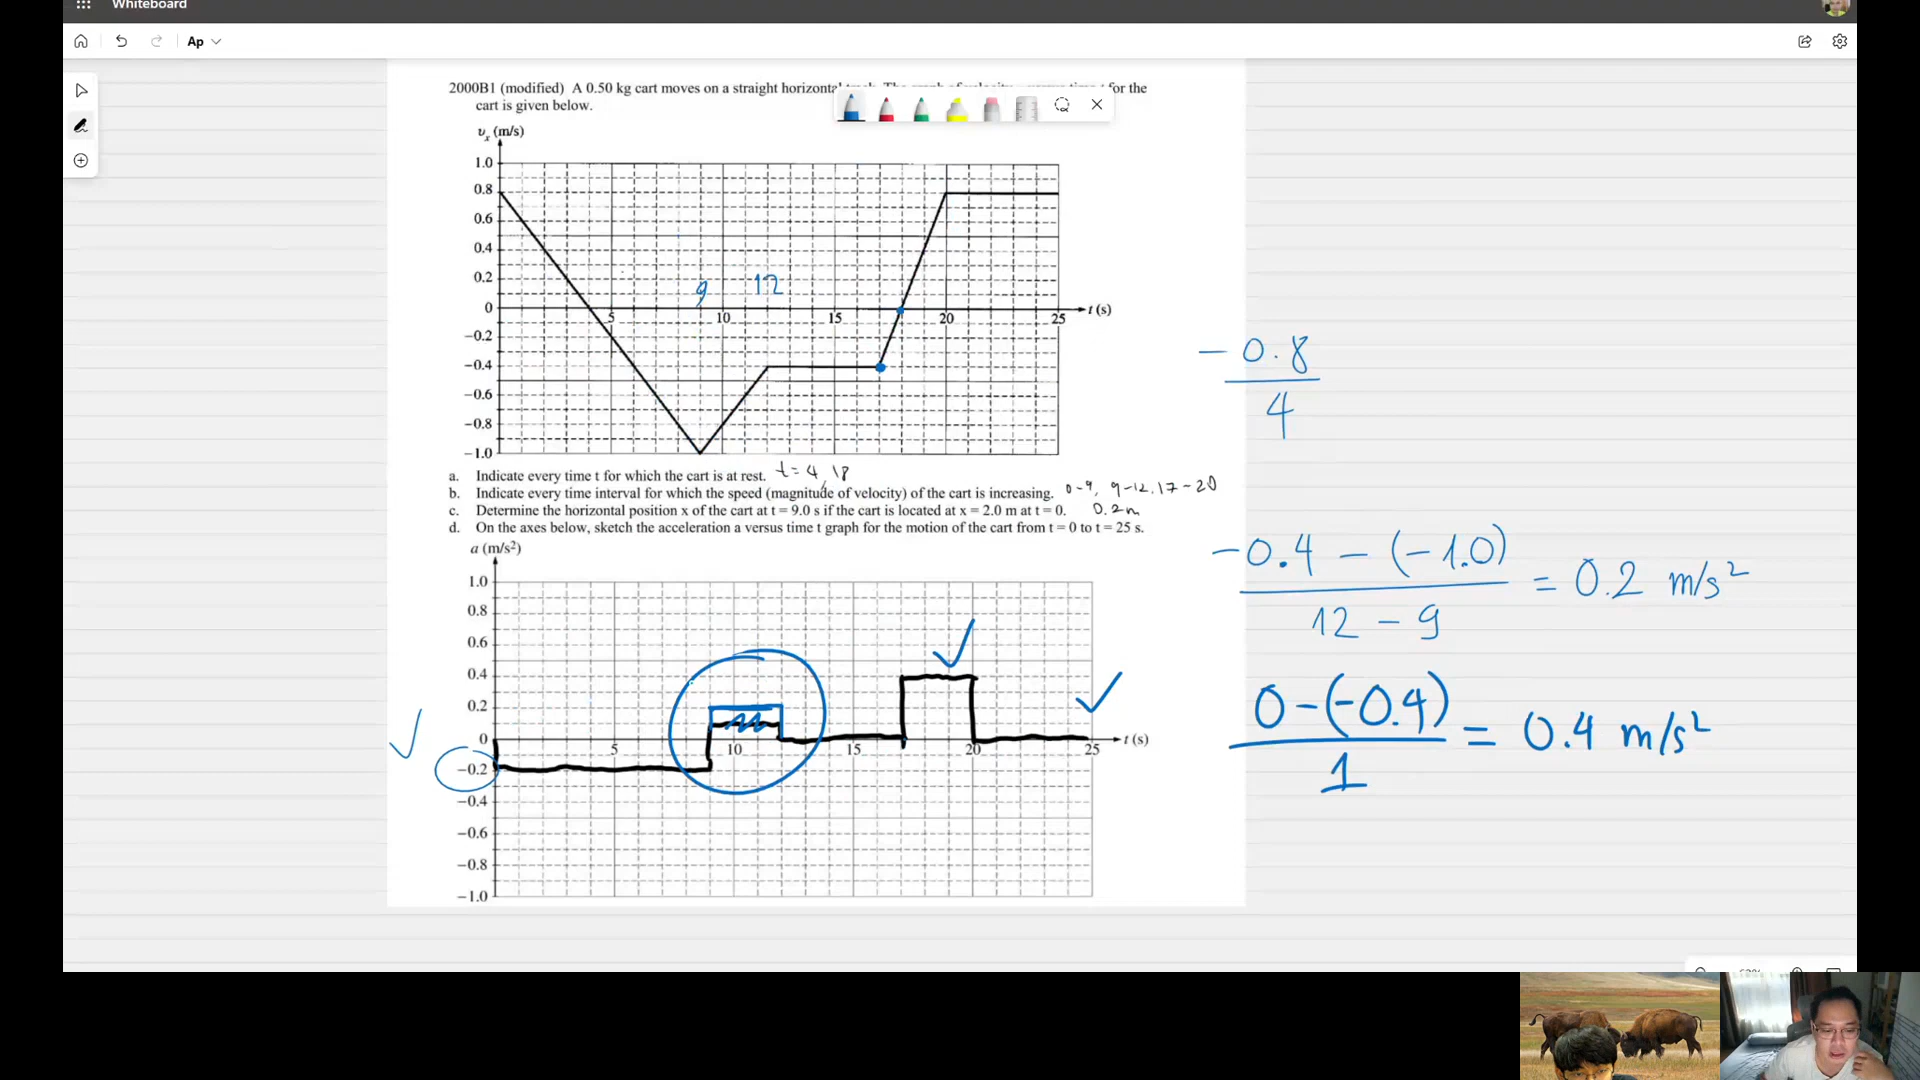 Whiteboard
Ap
2000B1 (modified) A 0.50 kg cart moves on a straight horizontal for the
cart is given below.
υx (m/s)
1.0
0.8
0.6
0.4
0.2
0
−0.2
−0.4
−0.6
−0.8
−1.0
9 12
5 10 15 20 25
t (s)
a. Indicate every time t for which the cart is at rest. t = 4, 18
b. Indicate every time interval for which the speed (magnitude of velocity) of the cart is increasing. 0-9, 9-12, 17-20
c. Determine the horizontal position x of the cart at t = 9.0 s if the cart is located at x = 2.0 m at t = 0. 0.2m
d. On the axes below, sketch the acceleration a versus time t graph for the motion of the cart from t = 0 to t = 25 s.
a (m/s²)
1.0
0.8
0.6
0.4
0.2
0
−0.2
−0.4
−0.6
−0.8
−1.0
5 10 15 20 25
t (s)
−0.8
4
−0.4 − (−1.0)
= 0.2 m/s²
12 − 9
0 − (−0.4)
= 0.4 m/s²
1